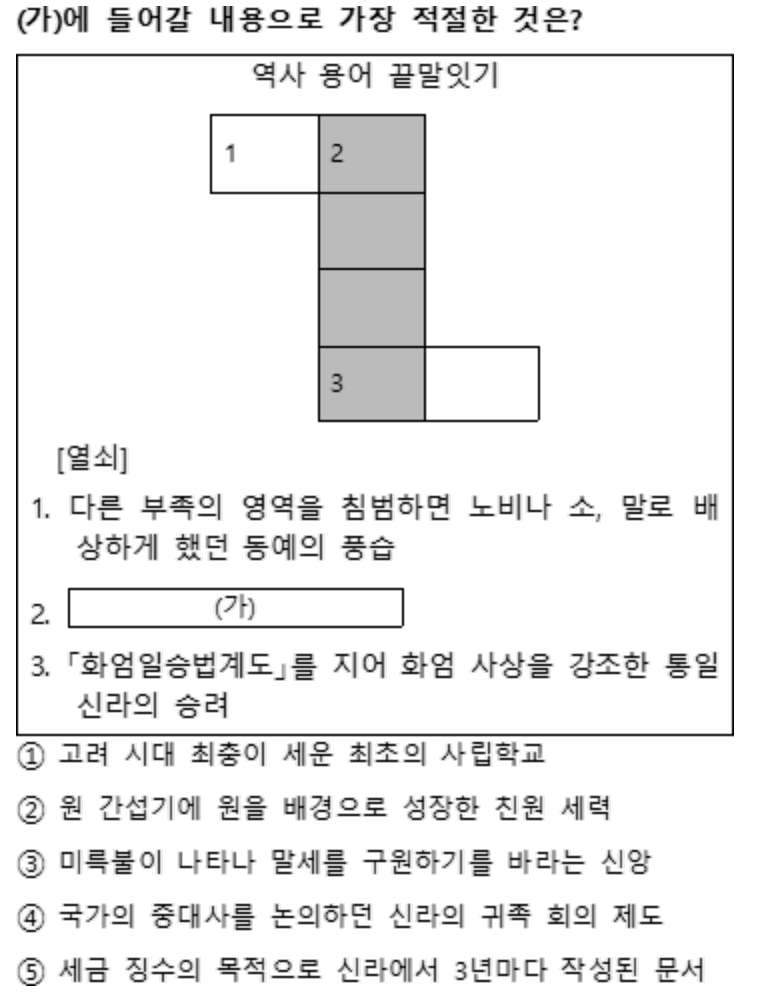 (가)에 들어갈 내용으로 가장 적절한 것은?
역사 용어 끝말잇기
1 2
3
[열쇠]
1. 다른 부족의 영역을 침범하면 노비나 소, 말로 배
상하게 했던 동예의 풍습
2. (가)
3. 「화엄일승법계도」를 지어 화엄 사상을 강조한 통일
신라의 승려
① 고려 시대 최충이 세운 최초의 사립학교
② 원 간섭기에 원을 배경으로 성장한 친원 세력
③ 미륵불이 나타나 말세를 구원하기를 바라는 신앙
④ 국가의 중대사를 논의하던 신라의 귀족 회의 제도
⑤ 세금 징수의 목적으로 신라에서 3년마다 작성된 문서